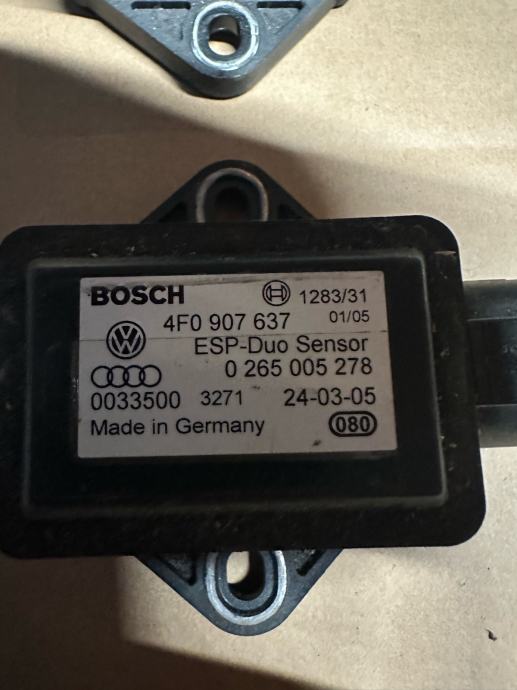 BOSCH 1283/31
4F0 907 637 01/05
ESP-Duo Sensor
0 265 005 278
0033500 3271 24-03-05
Made in Germany 080